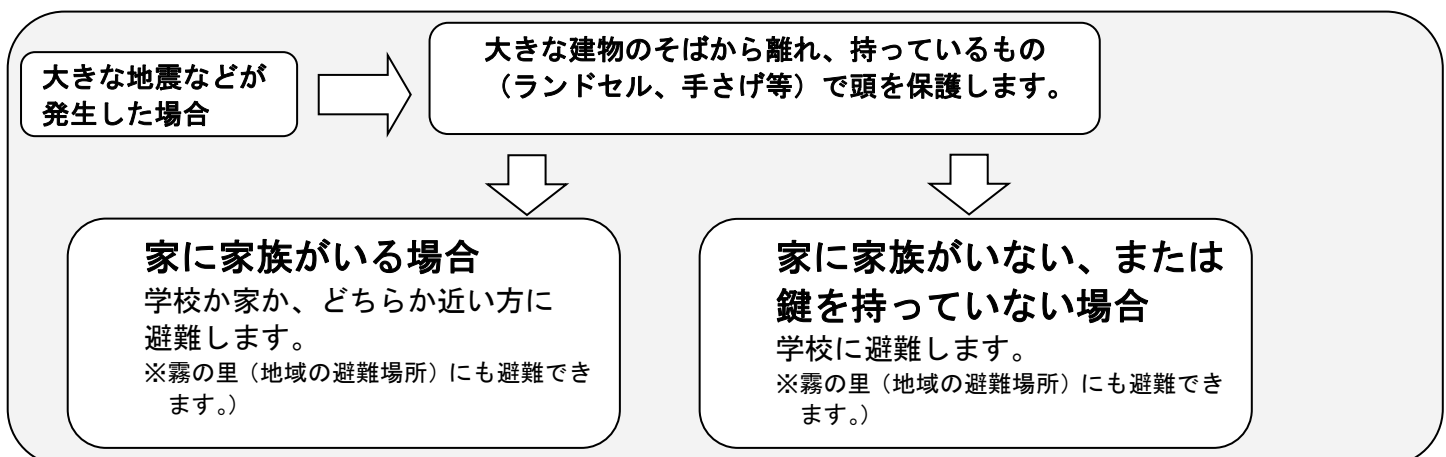 大きな地震などが
発生した場合
大きな建物のそばから離れ、持っているもの
（ランドセル、手さげ等）で頭を保護します。
家に家族がいる場合
学校か家か、どちらか近い方に
避難します。
※霧の里（地域の避難場所）にも避難でき
ます。）
家に家族がいない、または
鍵を持っていない場合
学校に避難します。
※霧の里（地域の避難場所）にも避難でき
ます。）